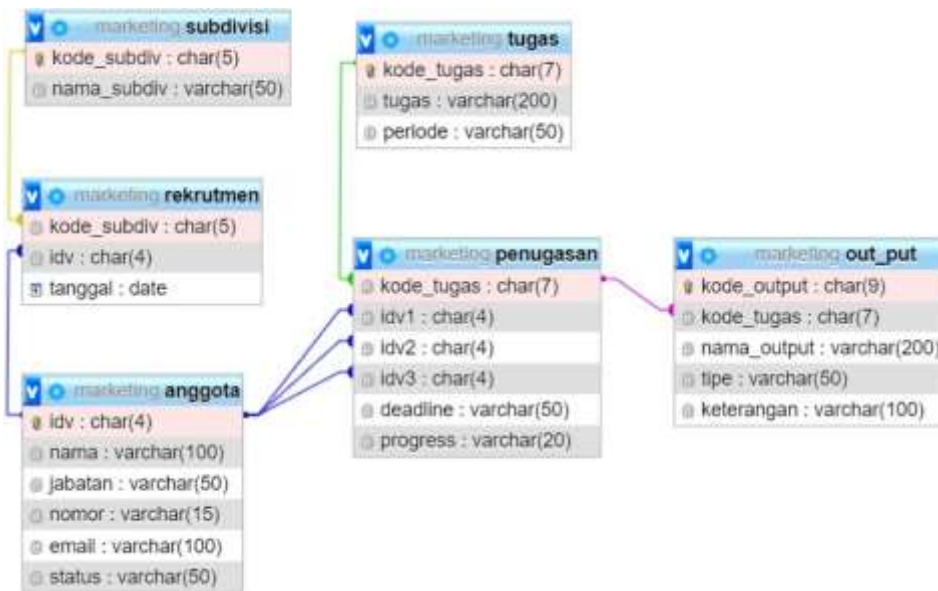 marketing subdivisi
kode_subdiv : char(5)
nama_subdiv : varchar(50)
marketing tugas
kode_tugas : char(7)
tugas : varchar(200)
periode : varchar(50)
marketing rekrutmen
kode_subdiv : char(5)
idv : char(4)
tanggal : date
marketing penugasan
kode_tugas : char(7)
idv1 : char(4)
idv2 : char(4)
idv3 : char(4)
deadline : varchar(50)
progress : varchar(20)
marketing out_put
kode_output : char(9)
kode_tugas : char(7)
nama_output : varchar(200)
tipe : varchar(50)
keterangan : varchar(100)
marketing anggota
idv : char(4)
nama : varchar(100)
jabatan : varchar(50)
nomor : varchar(15)
email : varchar(100)
status : varchar(50)